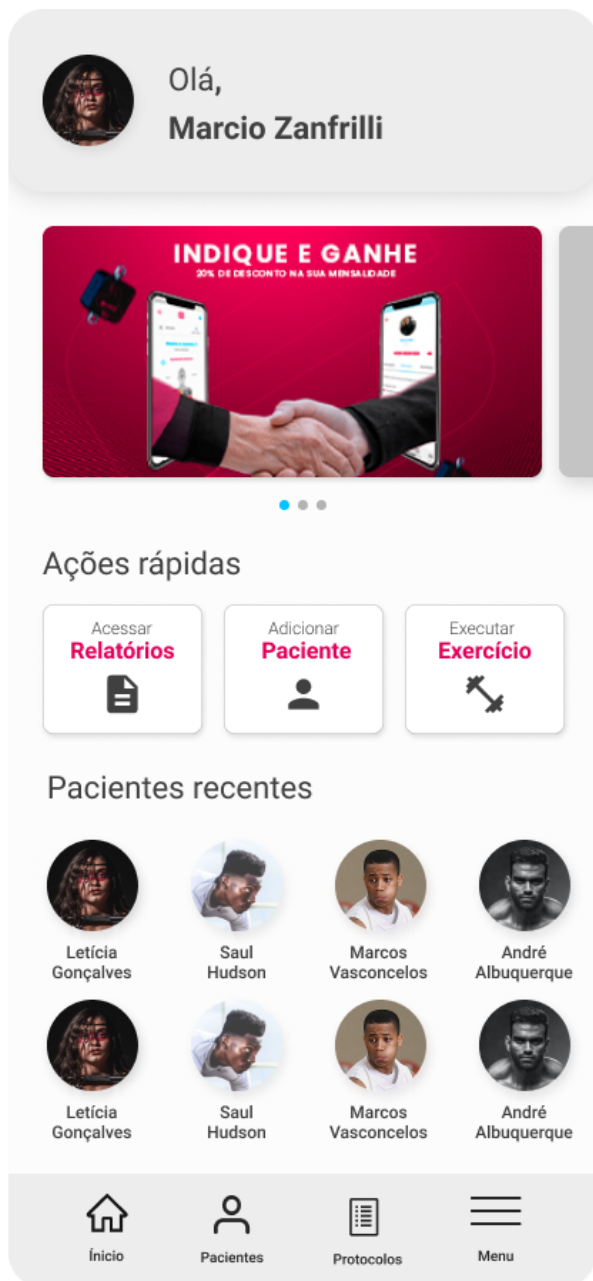 Olá,
Marcio Zanfrilli
INDIQUE E GANHE
20% DE DESCONTO NA SUA MENSALIDADE
Ações rápidas
Acessar
Relatórios
Adicionar
Paciente
Executar
Exercício
Pacientes recentes
Letícia
Gonçalves
Saul
Hudson
Marcos
Vasconcelos
André
Albuquerque
Letícia
Gonçalves
Saul
Hudson
Marcos
Vasconcelos
André
Albuquerque
Ínicio
Pacientes
Protocolos
Menu